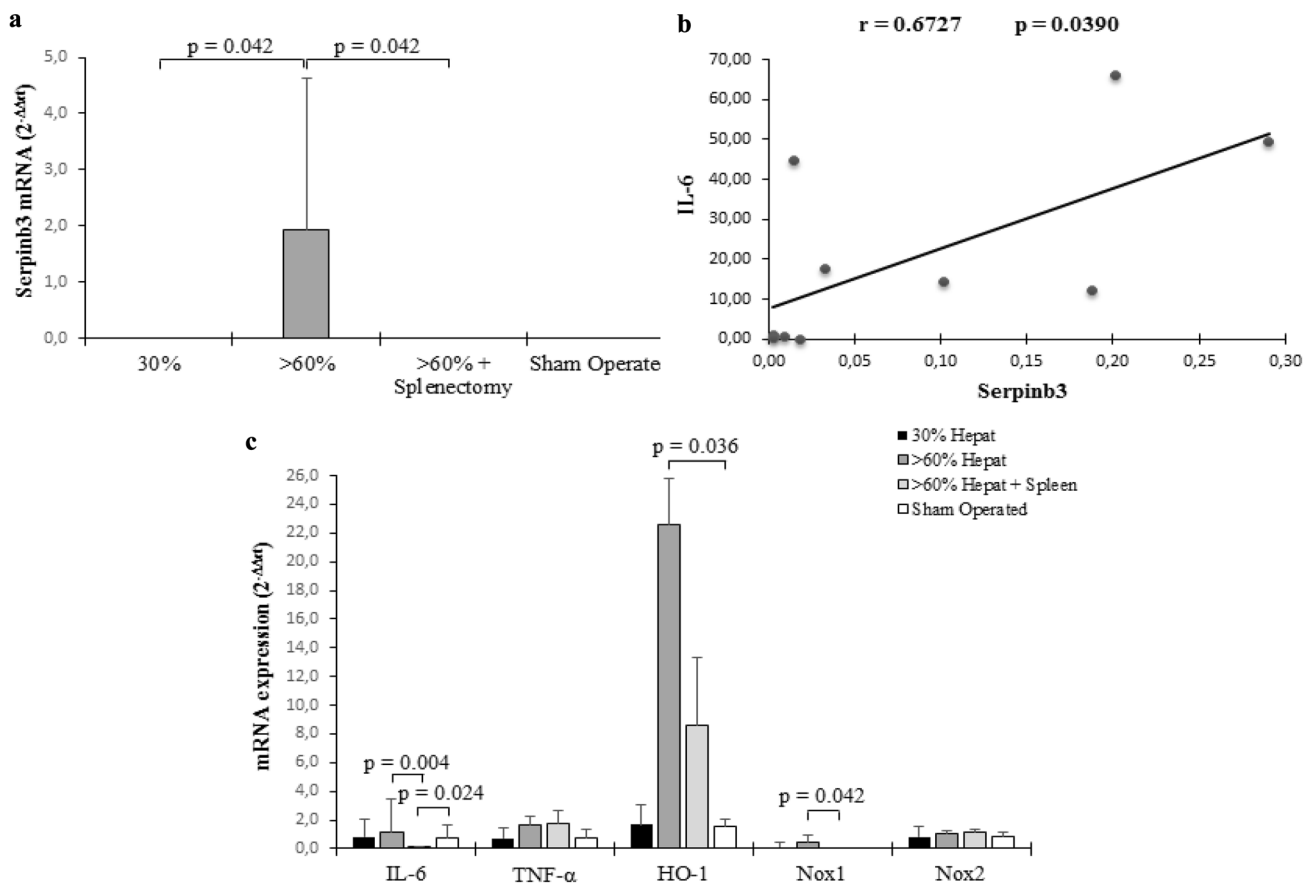 a
p = 0.042
p = 0.042
Serpinb3 mRNA (2-ΔΔct)
5,0
4,0
3,0
2,0
1,0
0,0
30%
>60%
>60% +
Splenectomy
Sham Operate
b
r = 0.6727
p = 0.0390
IL-6
70,00
60,00
50,00
40,00
30,00
20,00
10,00
0,00
0,00
0,05
0,10
0,15
0,20
0,25
0,30
Serpinb3
c
30% Hepat
>60% Hepat
>60% Hepat + Spleen
Sham Operated
mRNA expression (2-ΔΔct)
26,0
24,0
22,0
20,0
18,0
16,0
14,0
12,0
10,0
8,0
6,0
4,0
2,0
0,0
p = 0.004
p = 0.024
p = 0.036
p = 0.042
IL-6
TNF-α
HO-1
Nox1
Nox2